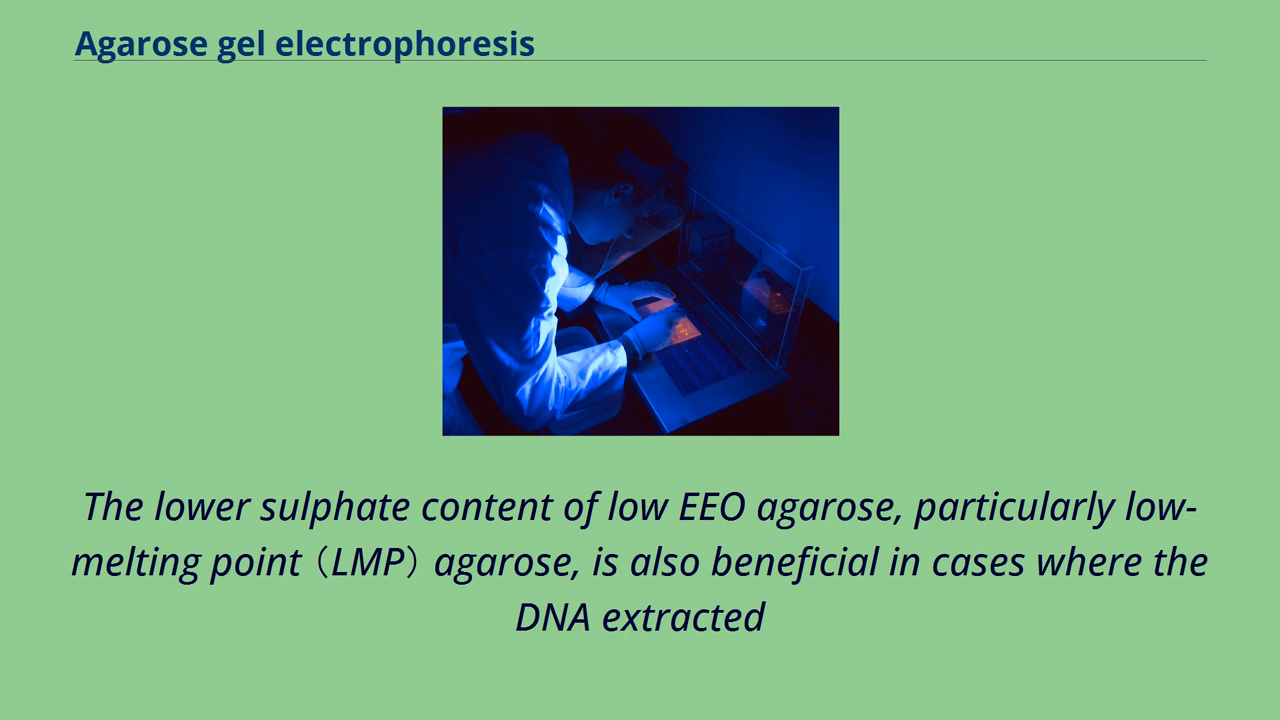 Agarose gel electrophoresis
The lower sulphate content of low EEO agarose, particularly low-
melting point （LMP） agarose, is also beneficial in cases where the
DNA extracted